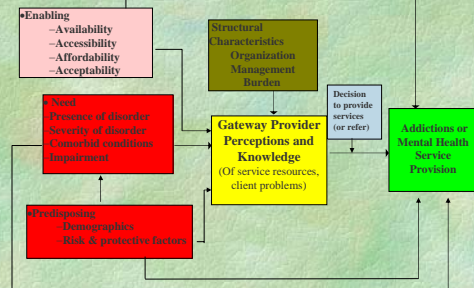 •Enabling
–Availability
–Accessibility
–Affordability
–Acceptability
Structural
Characteristics
Organization
Management
Burden
• Need
–Presence of disorder
–Severity of disorder
–Comorbid conditions
–Impairment
Gateway Provider
Perceptions and
Knowledge
(Of service resources,
client problems)
Decision
to provide
services
(or refer)
Addictions or
Mental Health
Service
Provision
•Predisposing
–Demographics
–Risk & protective factors